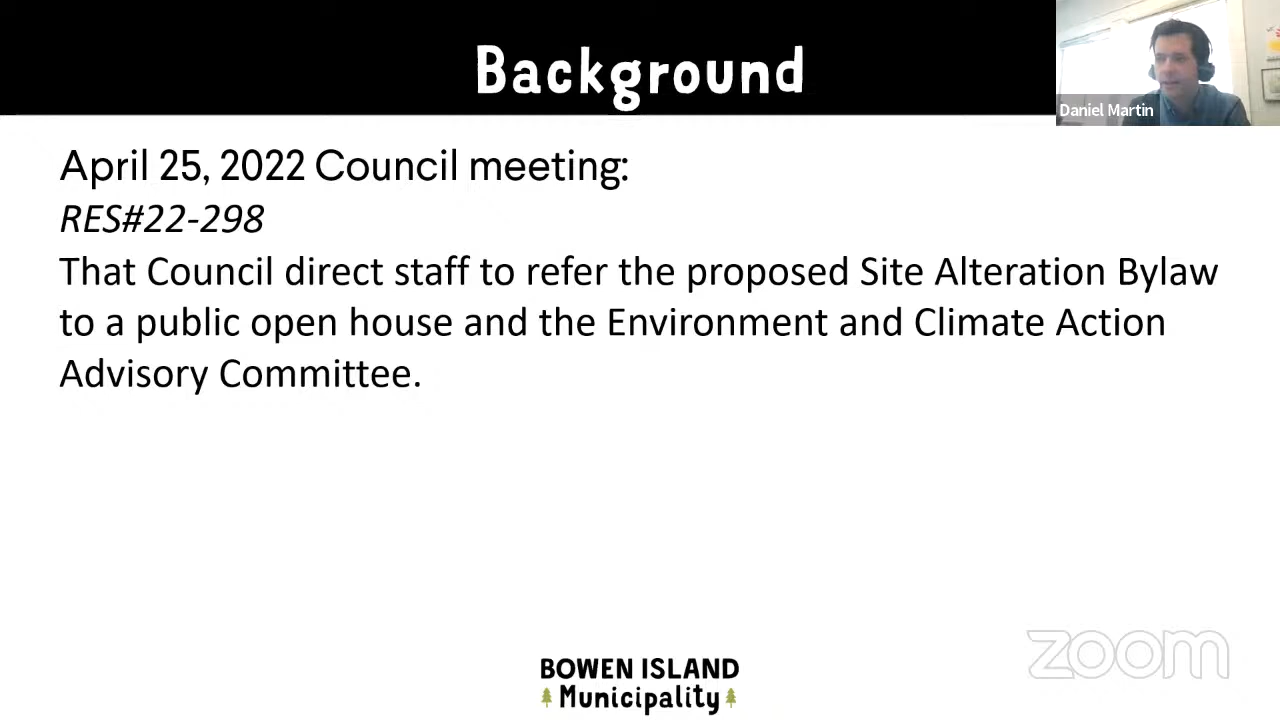 Background
Daniel Martin
April 25, 2022 Council meeting:
RES#22-298
That Council direct staff to refer the proposed Site Alteration Bylaw
to a public open house and the Environment and Climate Action
Advisory Committee.
zoom
BOWEN ISLAND
Municipality